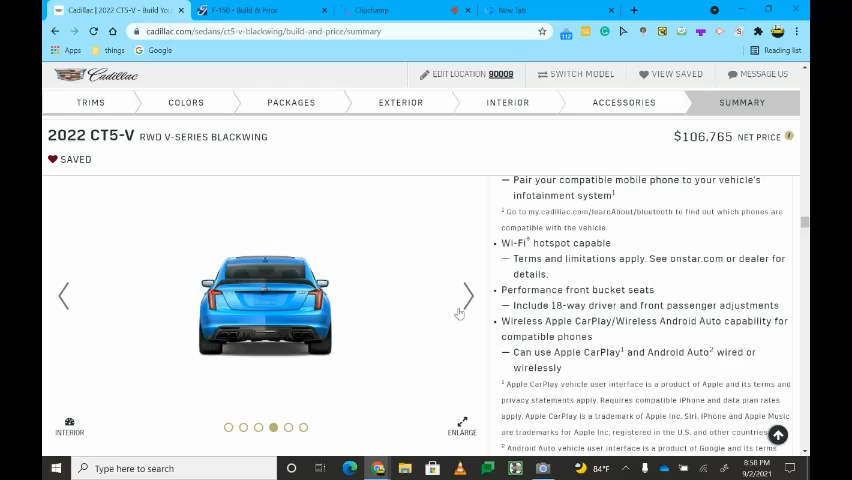 Cadillac | 2022 CT5-V - Build You
F-150 - Build & Price
Clipchamp
New Tab
cadillac.com/sedans/ct5-v-blackwing/build-and-price/summary
112
Apps
things
Google
Reading list
Cadillac
EDIT LOCATION 90009
SWITCH MODEL
VIEW SAVED
MESSAGE US
TRIMS
COLORS
PACKAGES
EXTERIOR
INTERIOR
ACCESSORIES
SUMMARY
2022 CT5-V RWD V-SERIES BLACKWING
$106,765 NET PRICE
SAVED
— Pair your compatible mobile phone to your vehicle's
infotainment system¹
¹ Go to my.cadillac.com/learnAbout/bluetooth to find out which phones are
compatible with the vehicle.
• Wi-Fi® hotspot capable
— Terms and limitations apply. See onstar.com or dealer for
details.
• Performance front bucket seats
— Include 18-way driver and front passenger adjustments
• Wireless Apple CarPlay/Wireless Android Auto capability for
compatible phones
— Can use Apple CarPlay¹ and Android Auto² wired or
wirelessly
¹ Apple CarPlay vehicle user interface is a product of Apple and its terms and
privacy statements apply. Requires compatible iPhone and data plan rates
apply. Apple CarPlay is a trademark of Apple Inc. Siri, iPhone and Apple Music
are trademarks for Apple Inc, registered in the U.S. and other countries.
² Android Auto vehicle user interface is a product of Google and its terms
INTERIOR
ENLARGE
Type here to search
84°F
8:58 PM
9/2/2021